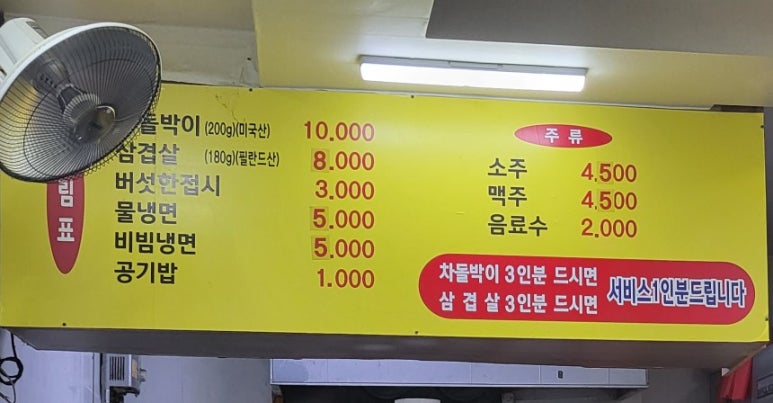 돌박이 (200g)(미국산) 10.000
삼겹살 (180g)(필란드산) 8.000
버섯한접시 3.000
물냉면 5.000
비빔냉면 5.000
공기밥 1.000
림표
주류
소주 4.500
맥주 4.500
음료수 2.000
차돌박이 3인분 드시면
삼겹살 3인분 드시면
서비스1인분드립니다